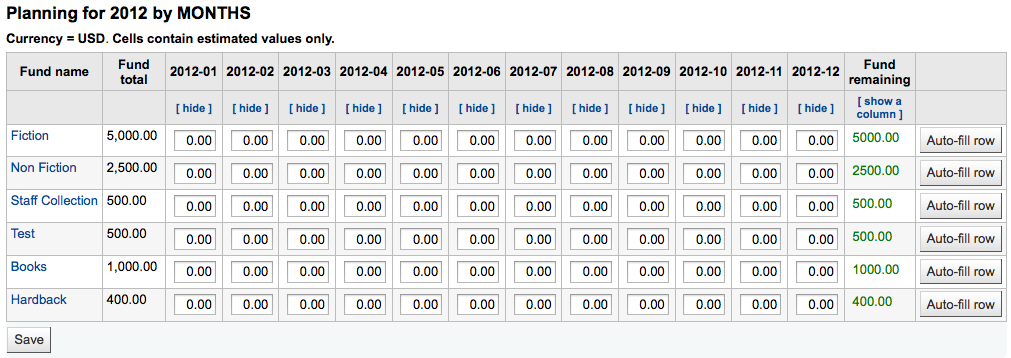 Planning for 2012 by MONTHS
Currency = USD. Cells contain estimated values only.
Fund name Fund total 2012-01 2012-02 2012-03 2012-04 2012-05 2012-06 2012-07 2012-08 2012-09 2012-10 2012-11 2012-12 Fund remaining
[ hide ] [ hide ] [ hide ] [ hide ] [ hide ] [ hide ] [ hide ] [ hide ] [ hide ] [ hide ] [ hide ] [ hide ] [ show a column ]
Fiction 5,000.00 0.00 0.00 0.00 0.00 0.00 0.00 0.00 0.00 0.00 0.00 0.00 0.00 5000.00 Auto-fill row
Non Fiction 2,500.00 0.00 0.00 0.00 0.00 0.00 0.00 0.00 0.00 0.00 0.00 0.00 0.00 2500.00 Auto-fill row
Staff Collection 500.00 0.00 0.00 0.00 0.00 0.00 0.00 0.00 0.00 0.00 0.00 0.00 0.00 500.00 Auto-fill row
Test 500.00 0.00 0.00 0.00 0.00 0.00 0.00 0.00 0.00 0.00 0.00 0.00 0.00 500.00 Auto-fill row
Books 1,000.00 0.00 0.00 0.00 0.00 0.00 0.00 0.00 0.00 0.00 0.00 0.00 0.00 1000.00 Auto-fill row
Hardback 400.00 0.00 0.00 0.00 0.00 0.00 0.00 0.00 0.00 0.00 0.00 0.00 0.00 400.00 Auto-fill row
Save